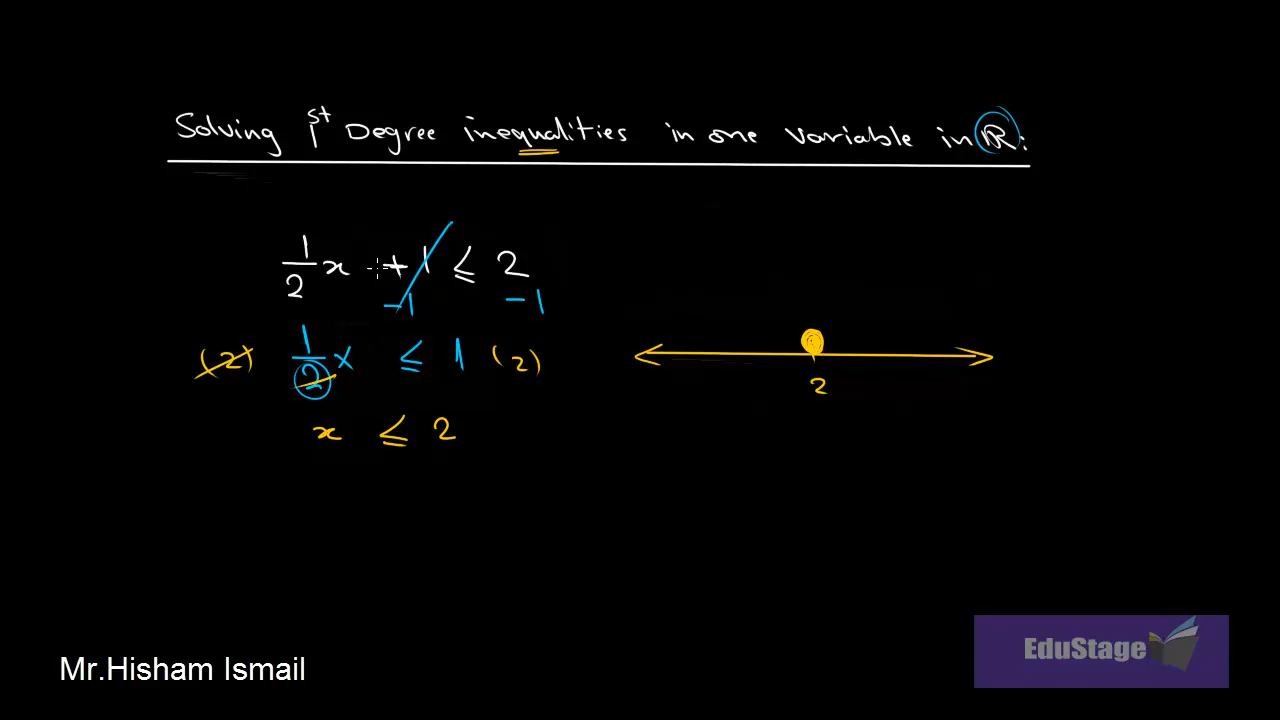 Solving 1st Degree inequalities in one variable in ℝ:
1/2 x + 1 ≤ 2
-1 -1
(2) 1/2 x ≤ 1 (2)
x ≤ 2
2
Mr.Hisham Ismail
EduStage